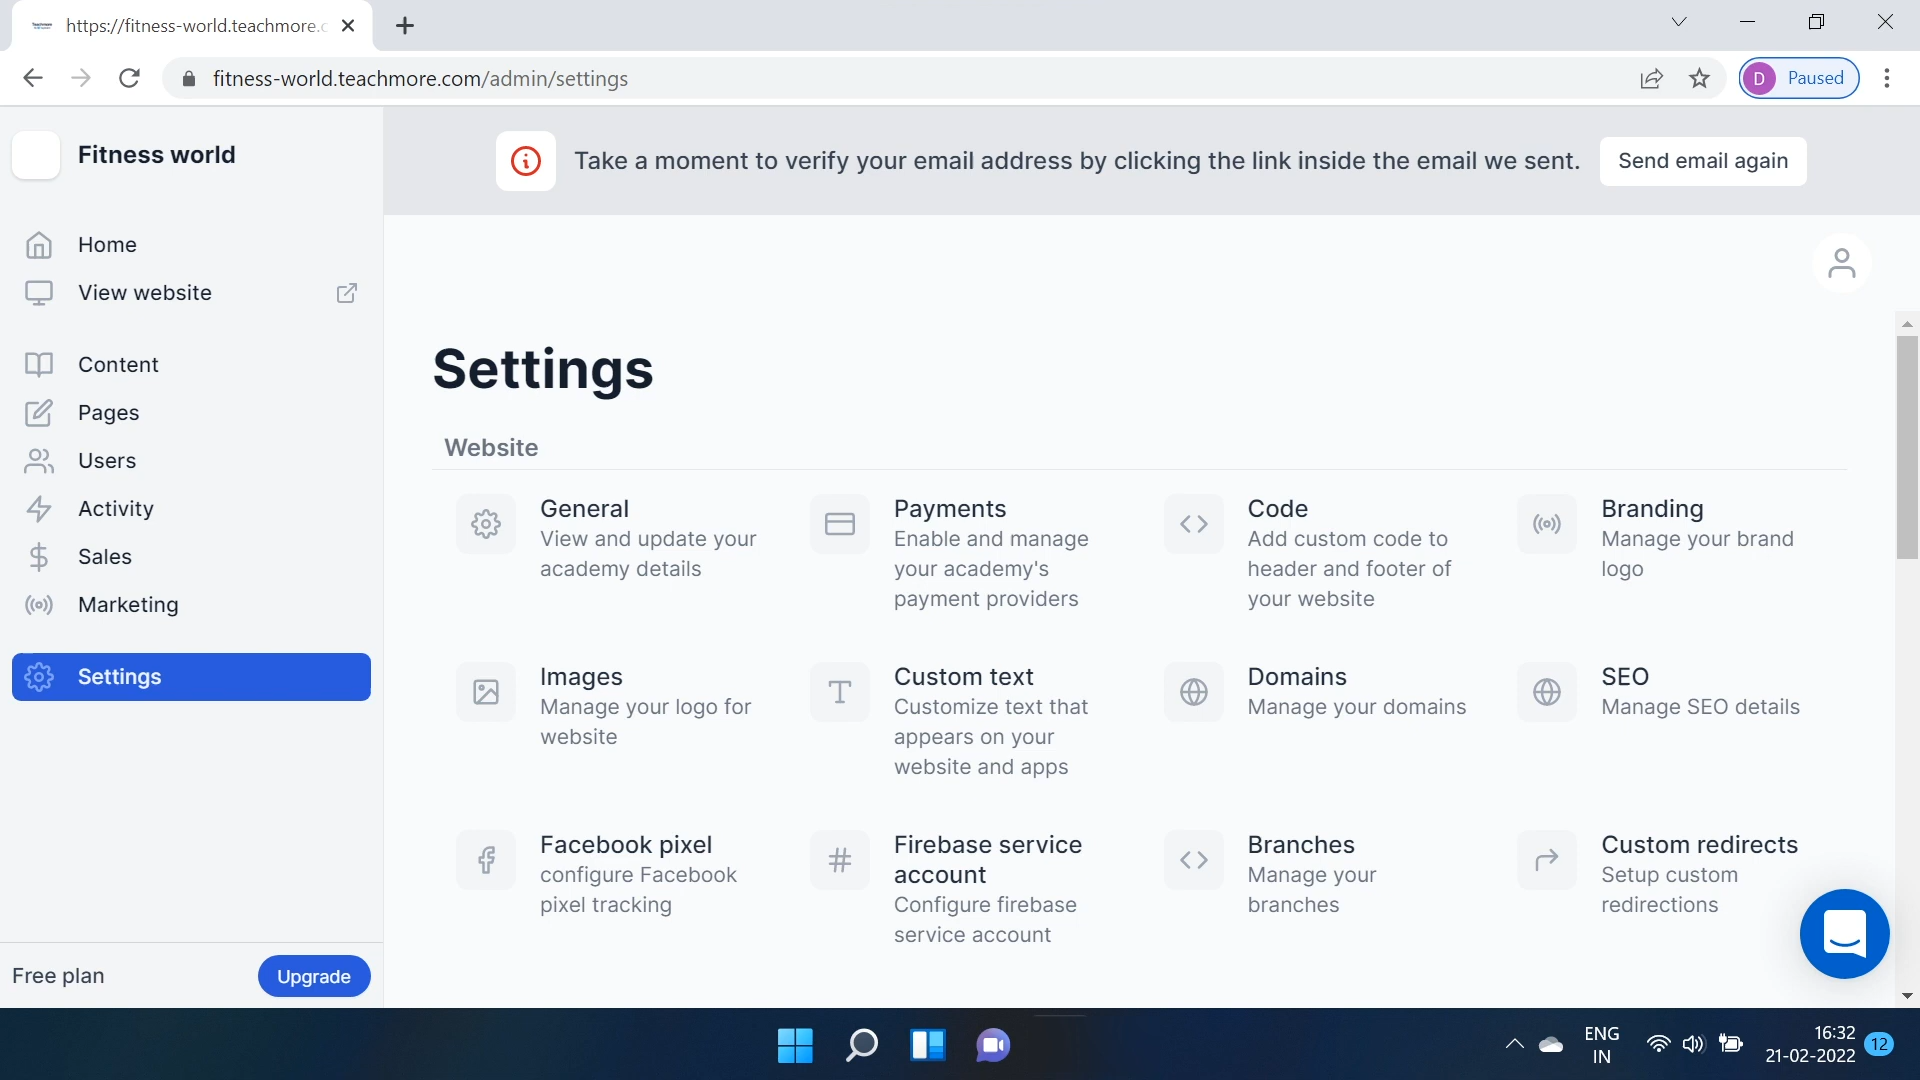 https://fitness-world.teachmore.c
fitness-world.teachmore.com/admin/settings
D
Paused
Fitness world
Take a moment to verify your email address by clicking the link inside the email we sent.
Send email again
Home
View website
Content
Pages
Users
Activity
Sales
Marketing
Settings
Free plan
Upgrade
Settings
Website
General
View and update your
academy details
Payments
Enable and manage
your academy's
payment providers
Code
Add custom code to
header and footer of
your website
Branding
Manage your brand
logo
Images
Manage your logo for
website
Custom text
Customize text that
appears on your
website and apps
Domains
Manage your domains
SEO
Manage SEO details
Facebook pixel
configure Facebook
pixel tracking
Firebase service
account
Configure firebase
service account
Branches
Manage your
branches
Custom redirects
Setup custom
redirections
ENG
IN
16:32
21-02-2022
12